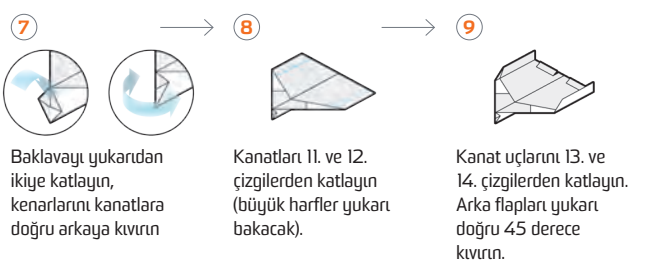 7
8
9
Baklavayı yukarıdan
ikiye katlayın,
kenarlarını kanatlara
doğru arkaya kıvırın
Kanatları 11. ve 12.
çizgilerden katlayın
(büyük harfler yukarı
bakacak).
Kanat uçlarını 13. ve
14. çizgilerden katlayın.
Arka flapları yukarı
doğru 45 derece
kıvırın.